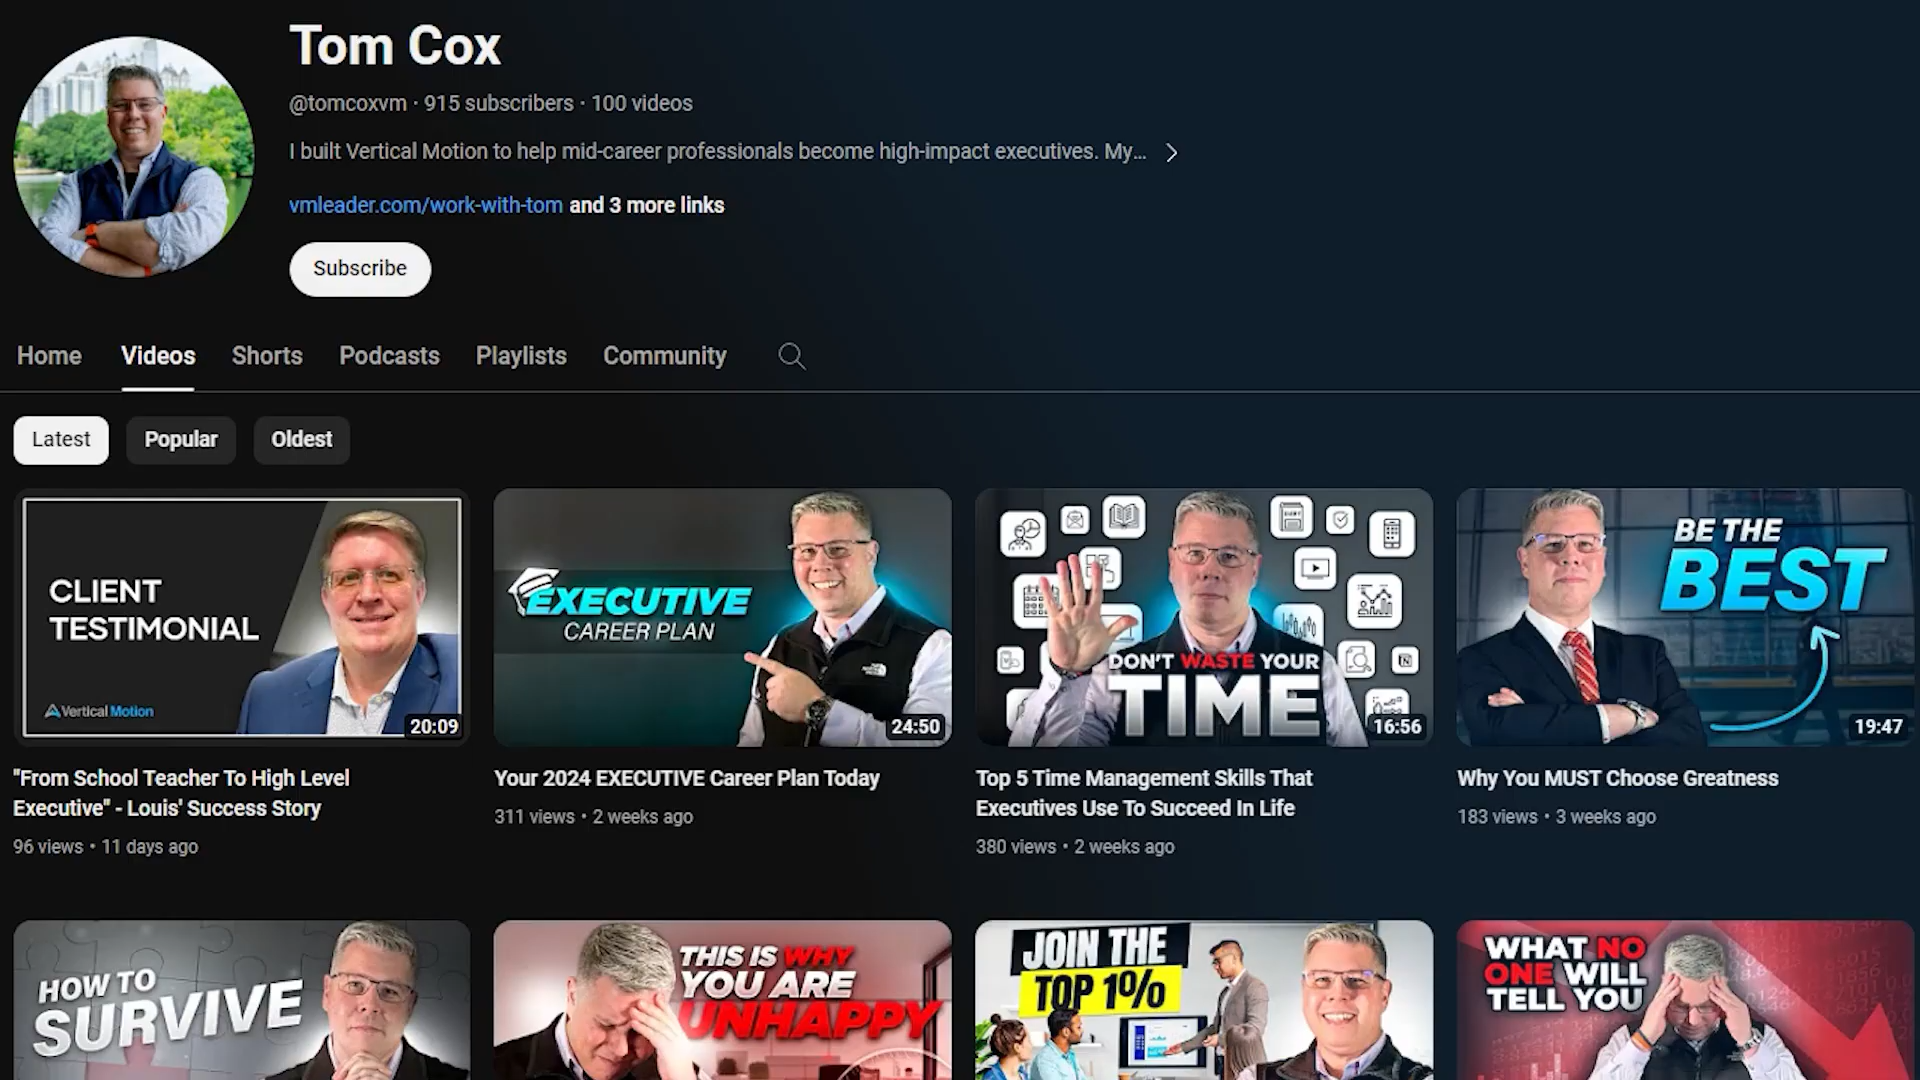 Tom Cox
@tomcoxvm · 915 subscribers · 100 videos
I built Vertical Motion to help mid-career professionals become high-impact executives. My...
vmleader.com/work-with-tom and 3 more links
Subscribe
Home Videos Shorts Podcasts Playlists Community
Latest Popular Oldest
CLIENT
TESTIMONIAL
Vertical Motion
20:09
EXECUTIVE
CAREER PLAN
24:50
DON'T WASTE YOUR
TIME
16:56
BE THE
BEST
19:47
"From School Teacher To High Level
Executive" - Louis' Success Story
96 views • 11 days ago
Your 2024 EXECUTIVE Career Plan Today
311 views • 2 weeks ago
Top 5 Time Management Skills That
Executives Use To Succeed In Life
380 views • 2 weeks ago
Why You MUST Choose Greatness
183 views • 3 weeks ago
HOW TO
SURVIVE
THIS IS WHY
YOU ARE
UNHAPPY
JOIN THE
TOP 1%
WHAT NO
ONE WILL
TELL YOU